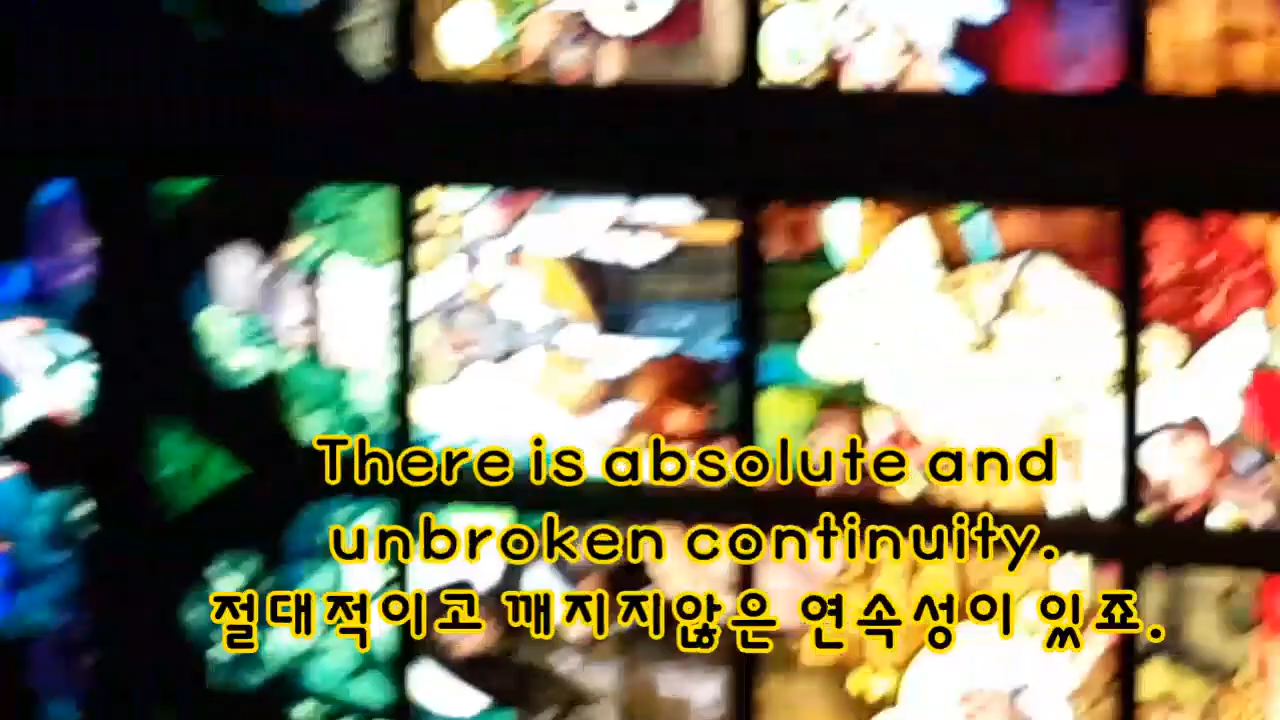 There is absolute and
unbroken continuity.
절대적이고 깨지지않은 연속성이 있죠.